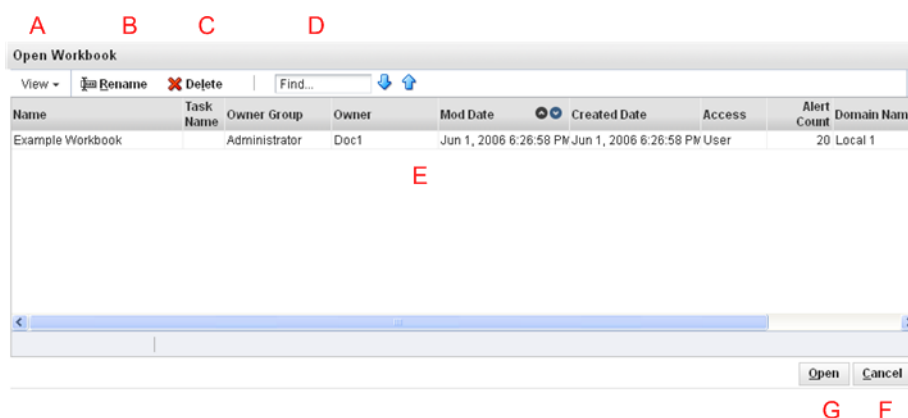 A B C D
Open Workbook
View Rename Delete Find...
Name Task Name Owner Group Owner Mod Date Created Date Access Alert Count Domain Nam
Example Workbook Administrator Doc1 Jun 1, 2006 6:26:58 PM Jun 1, 2006 6:26:58 PM User 20 Local 1
E
Open Cancel
G F